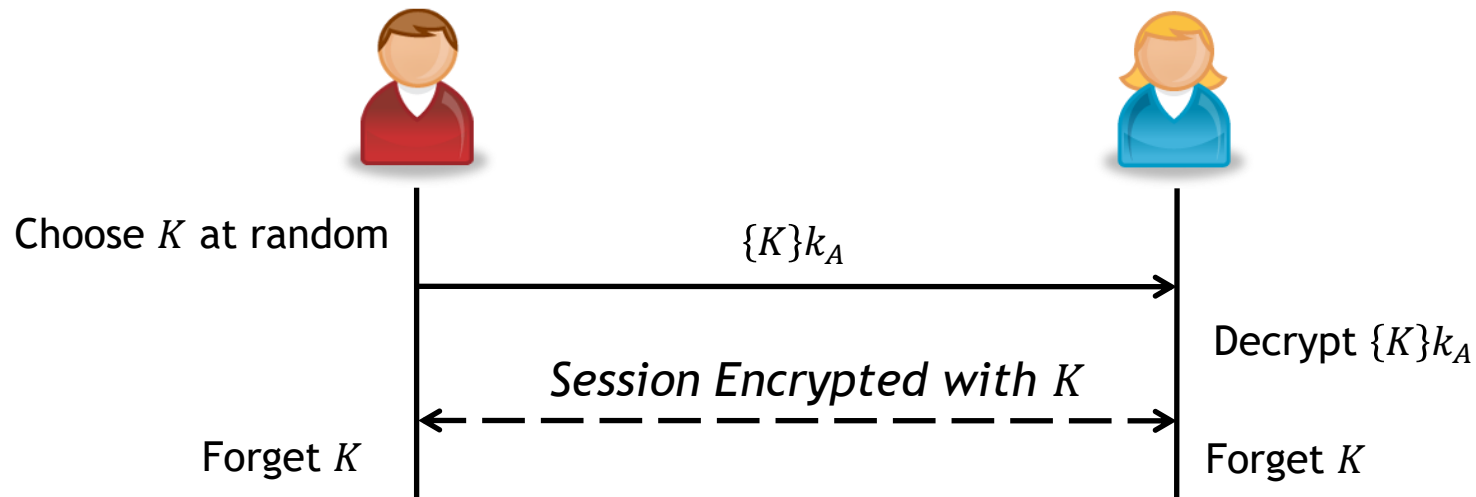 Choose K at random
{K}k_A
Decrypt {K}k_A
Session Encrypted with K
Forget K
Forget K